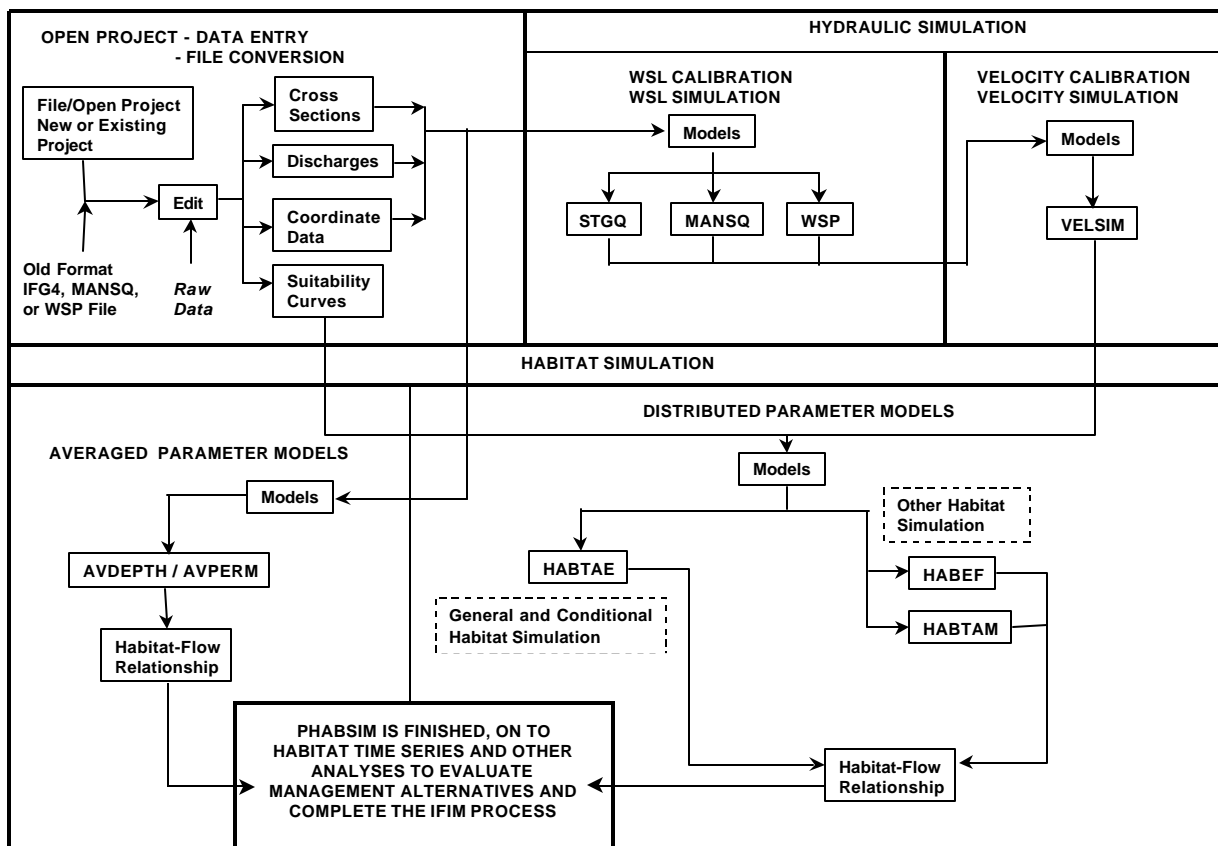 OPEN PROJECT - DATA ENTRY
- FILE CONVERSION
File/Open Project
New or Existing
Project
Edit
Old Format
IFG4, MANSQ,
or WSP File
Raw
Data
Cross
Sections
Discharges
Coordinate
Data
Suitability
Curves
HYDRAULIC SIMULATION
WSL CALIBRATION
WSL SIMULATION
Models
STGQ
MANSQ
WSP
VELOCITY CALIBRATION
VELOCITY SIMULATION
Models
VELSIM
HABITAT SIMULATION
AVERAGED PARAMETER MODELS
Models
AVDEPTH / AVPERM
Habitat-Flow
Relationship
DISTRIBUTED PARAMETER MODELS
Models
Other Habitat
Simulation
HABTAE
HABEF
General and Conditional
Habitat Simulation
HABTAM
Habitat-Flow
Relationship
PHABSIM IS FINISHED, ON TO
HABITAT TIME SERIES AND OTHER
ANALYSES TO EVALUATE
MANAGEMENT ALTERNATIVES AND
COMPLETE THE IFIM PROCESS